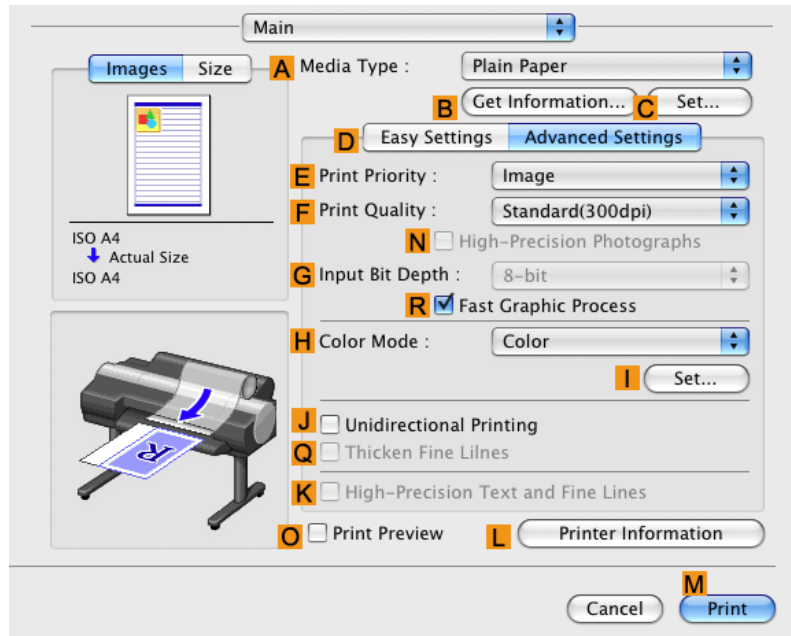 Main
Images Size
A Media Type : Plain Paper
B Get Information... C Set...
D Easy Settings Advanced Settings
E Print Priority : Image
F Print Quality : Standard(300dpi)
N High-Precision Photographs
ISO A4
Actual Size
ISO A4
G Input Bit Depth : 8-bit
R Fast Graphic Process
H Color Mode : Color
I Set...
R
J Unidirectional Printing
Q Thicken Fine Lilnes
K High-Precision Text and Fine Lines
O Print Preview L Printer Information
M
Cancel Print